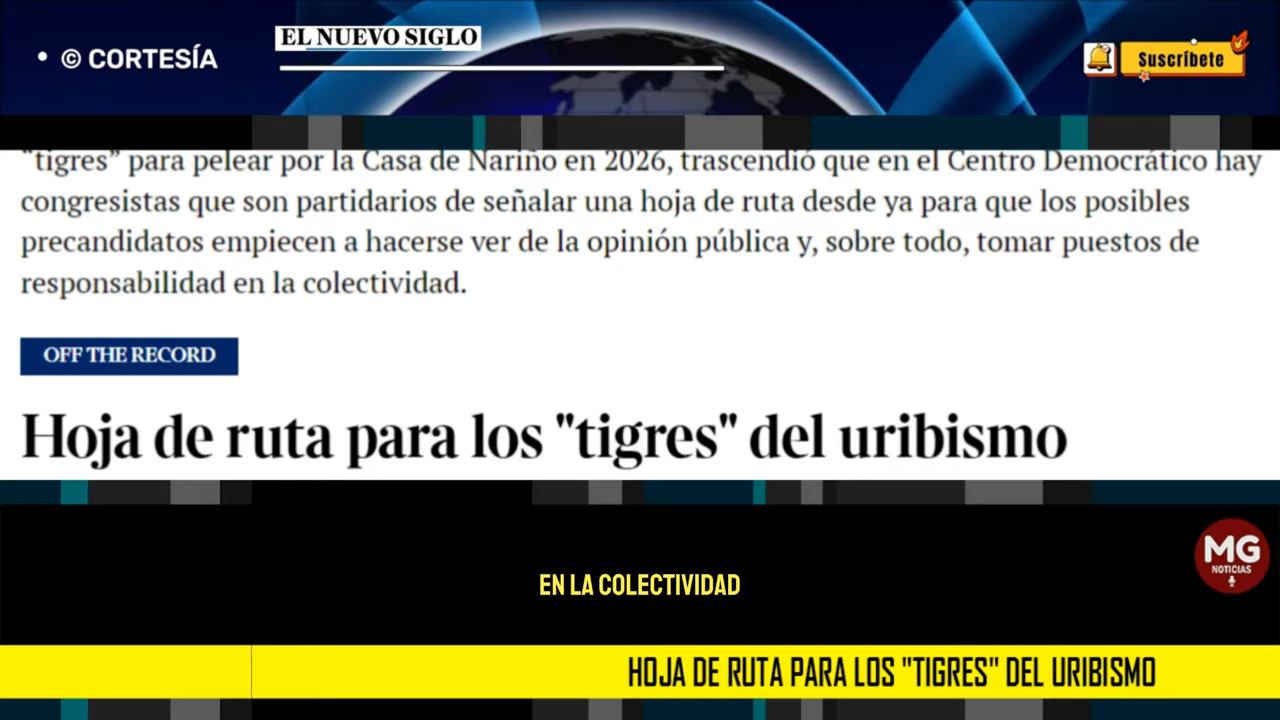 • © CORTESÍA
EL NUEVO SIGLO
Suscríbete
“tigres” para pelear por la Casa de Nariño en 2026, trascendió que en el Centro Democrático hay
congresistas que son partidarios de señalar una hoja de ruta desde ya para que los posibles
precandidatos empiecen a hacerse ver de la opinión pública y, sobre todo, tomar puestos de
responsabilidad en la colectividad.
OFF THE RECORD
Hoja de ruta para los "tigres" del uribismo
MG
NOTICIAS
EN LA COLECTIVIDAD
HOJA DE RUTA PARA LOS "TIGRES" DEL URIBISMO